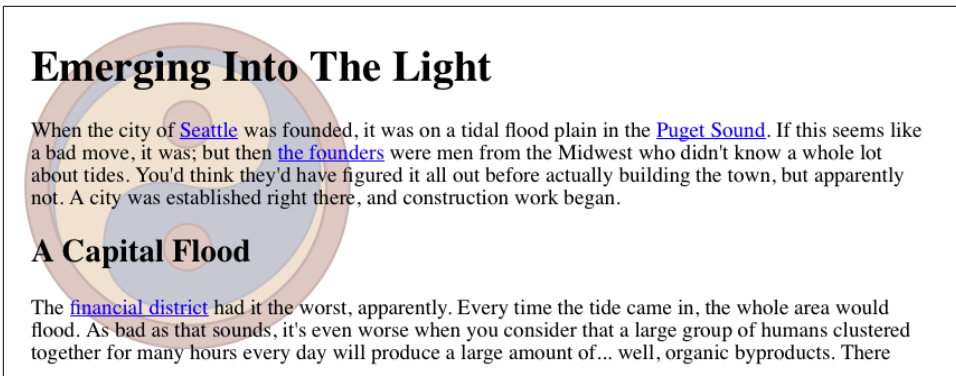 Emerging Into The Light
When the city of Seattle was founded, it was on a tidal flood plain in the Puget Sound. If this seems like
a bad move, it was; but then the founders were men from the Midwest who didn't know a whole lot
about tides. You'd think they'd have figured it all out before actually building the town, but apparently
not. A city was established right there, and construction work began.
A Capital Flood
The financial district had it the worst, apparently. Every time the tide came in, the whole area would
flood. As bad as that sounds, it's even worse when you consider that a large group of humans clustered
together for many hours every day will produce a large amount of... well, organic byproducts. There